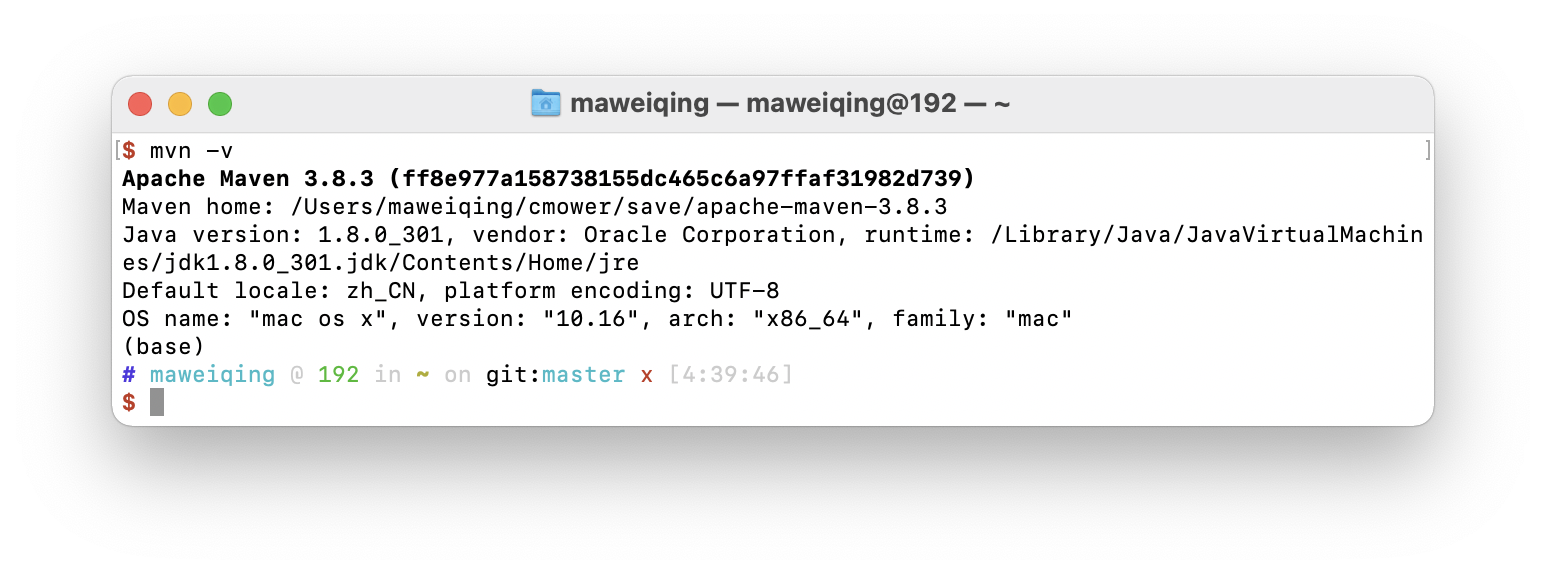 maweiqing — maweiqing@192 — ~
[$ mvn -v ]
Apache Maven 3.8.3 (ff8e977a158738155dc465c6a97ffaf31982d739)
Maven home: /Users/maweiqing/cmower/save/apache-maven-3.8.3
Java version: 1.8.0_301, vendor: Oracle Corporation, runtime: /Library/Java/JavaVirtualMachin
es/jdk1.8.0_301.jdk/Contents/Home/jre
Default locale: zh_CN, platform encoding: UTF-8
OS name: "mac os x", version: "10.16", arch: "x86_64", family: "mac"
(base)
# maweiqing @ 192 in ~ on git:master x [4:39:46]
$